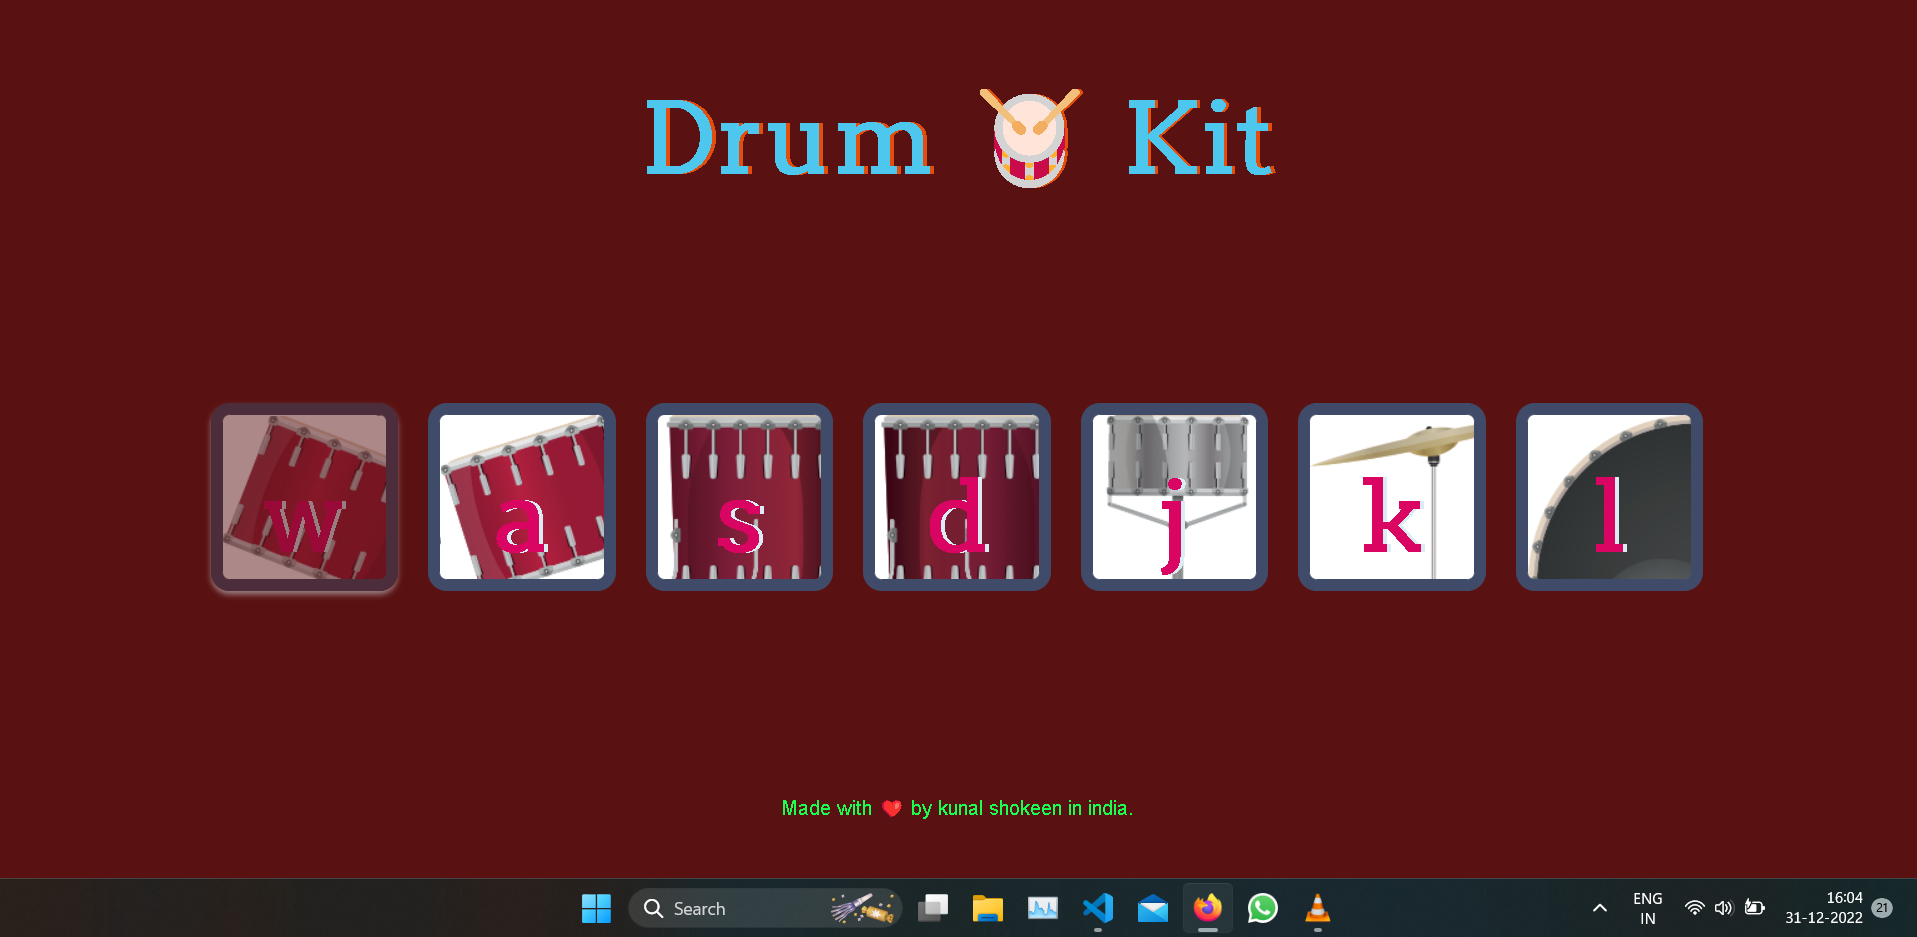 Drum 🥁 Kit
w a s d j k l
Made with ❤️ by kunal shokeen in india.
Search
ENG
IN
16:04
31-12-2022
21